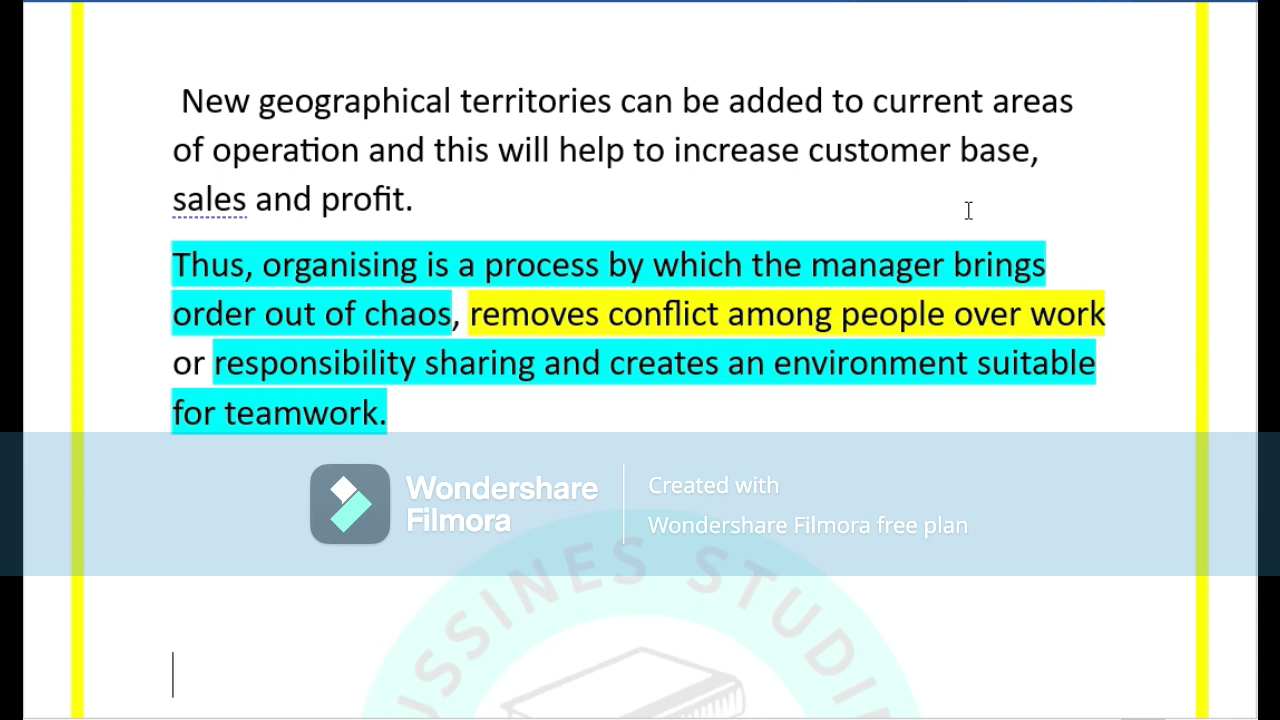 New geographical territories can be added to current areas
of operation and this will help to increase customer base,
sales and profit.
Thus, organising is a process by which the manager brings
order out of chaos, removes conflict among people over work
or responsibility sharing and creates an environment suitable
for teamwork.
Wondershare
Filmora
Created with
Wondershare Filmora free plan
USSINES STUDI